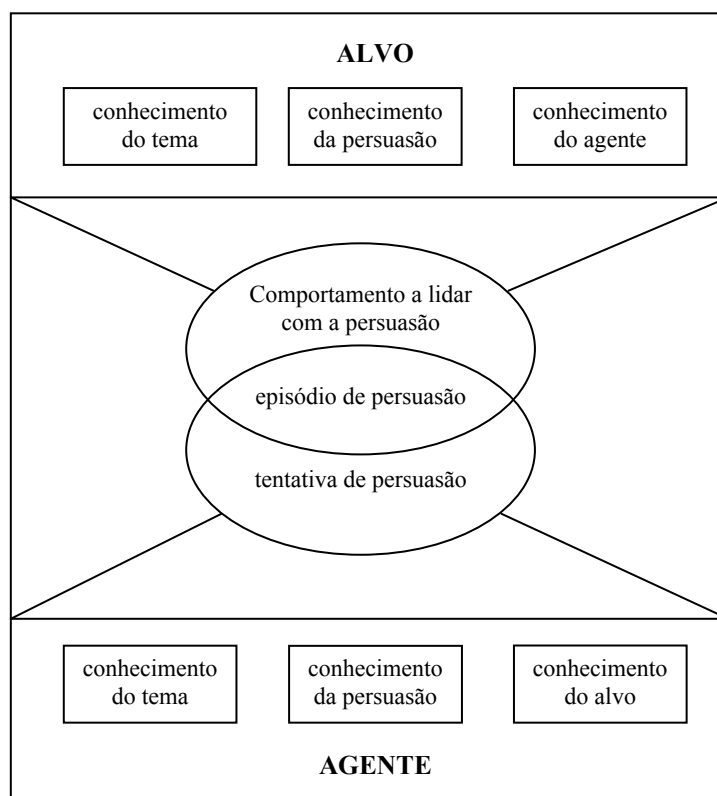 ALVO
conhecimento
do tema
conhecimento
da persuasão
conhecimento
do agente
Comportamento a lidar
com a persuasão
episódio de persuasão
tentativa de persuasão
conhecimento
do tema
conhecimento
da persuasão
conhecimento
do alvo
AGENTE